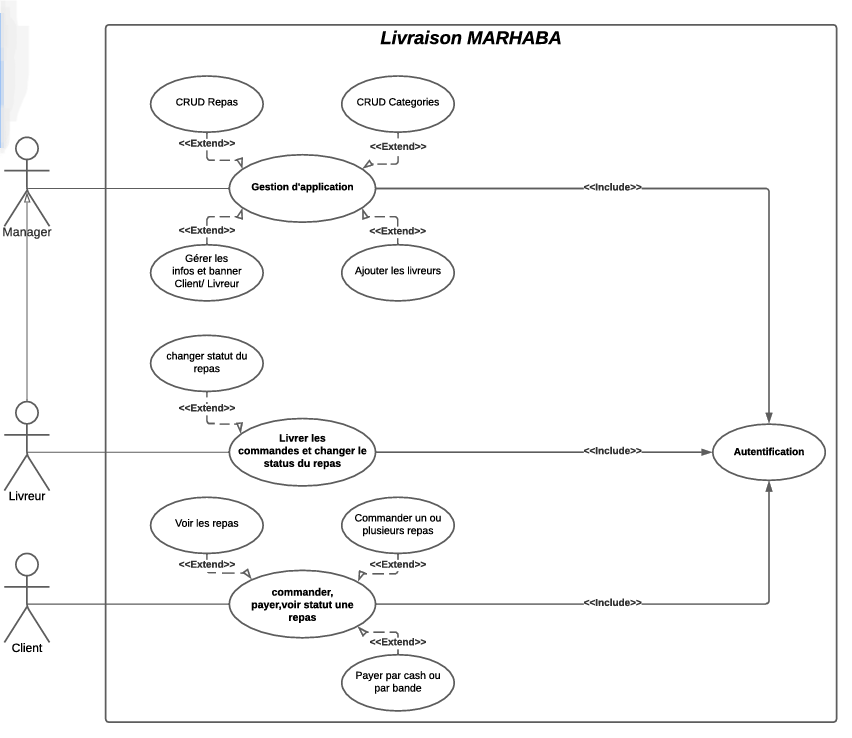 Livraison MARHABA
CRUD Repas
CRUD Categories
<<Extend>>
<<Extend>>
Gestion d'application
<<Include>>
Manager
<<Extend>>
<<Extend>>
Gérer les
infos et banner
Client/ Livreur
Ajouter les livreurs
changer statut du
repas
<<Extend>>
Livrer les
commandes et changer le
status du repas
<<Include>>
Autentification
Livreur
Voir les repas
Commander un ou
plusieurs repas
<<Extend>>
<<Extend>>
commander,
payer,voir statut une
repas
<<Include>>
Client
<<Extend>>
Payer par cash ou
par bande